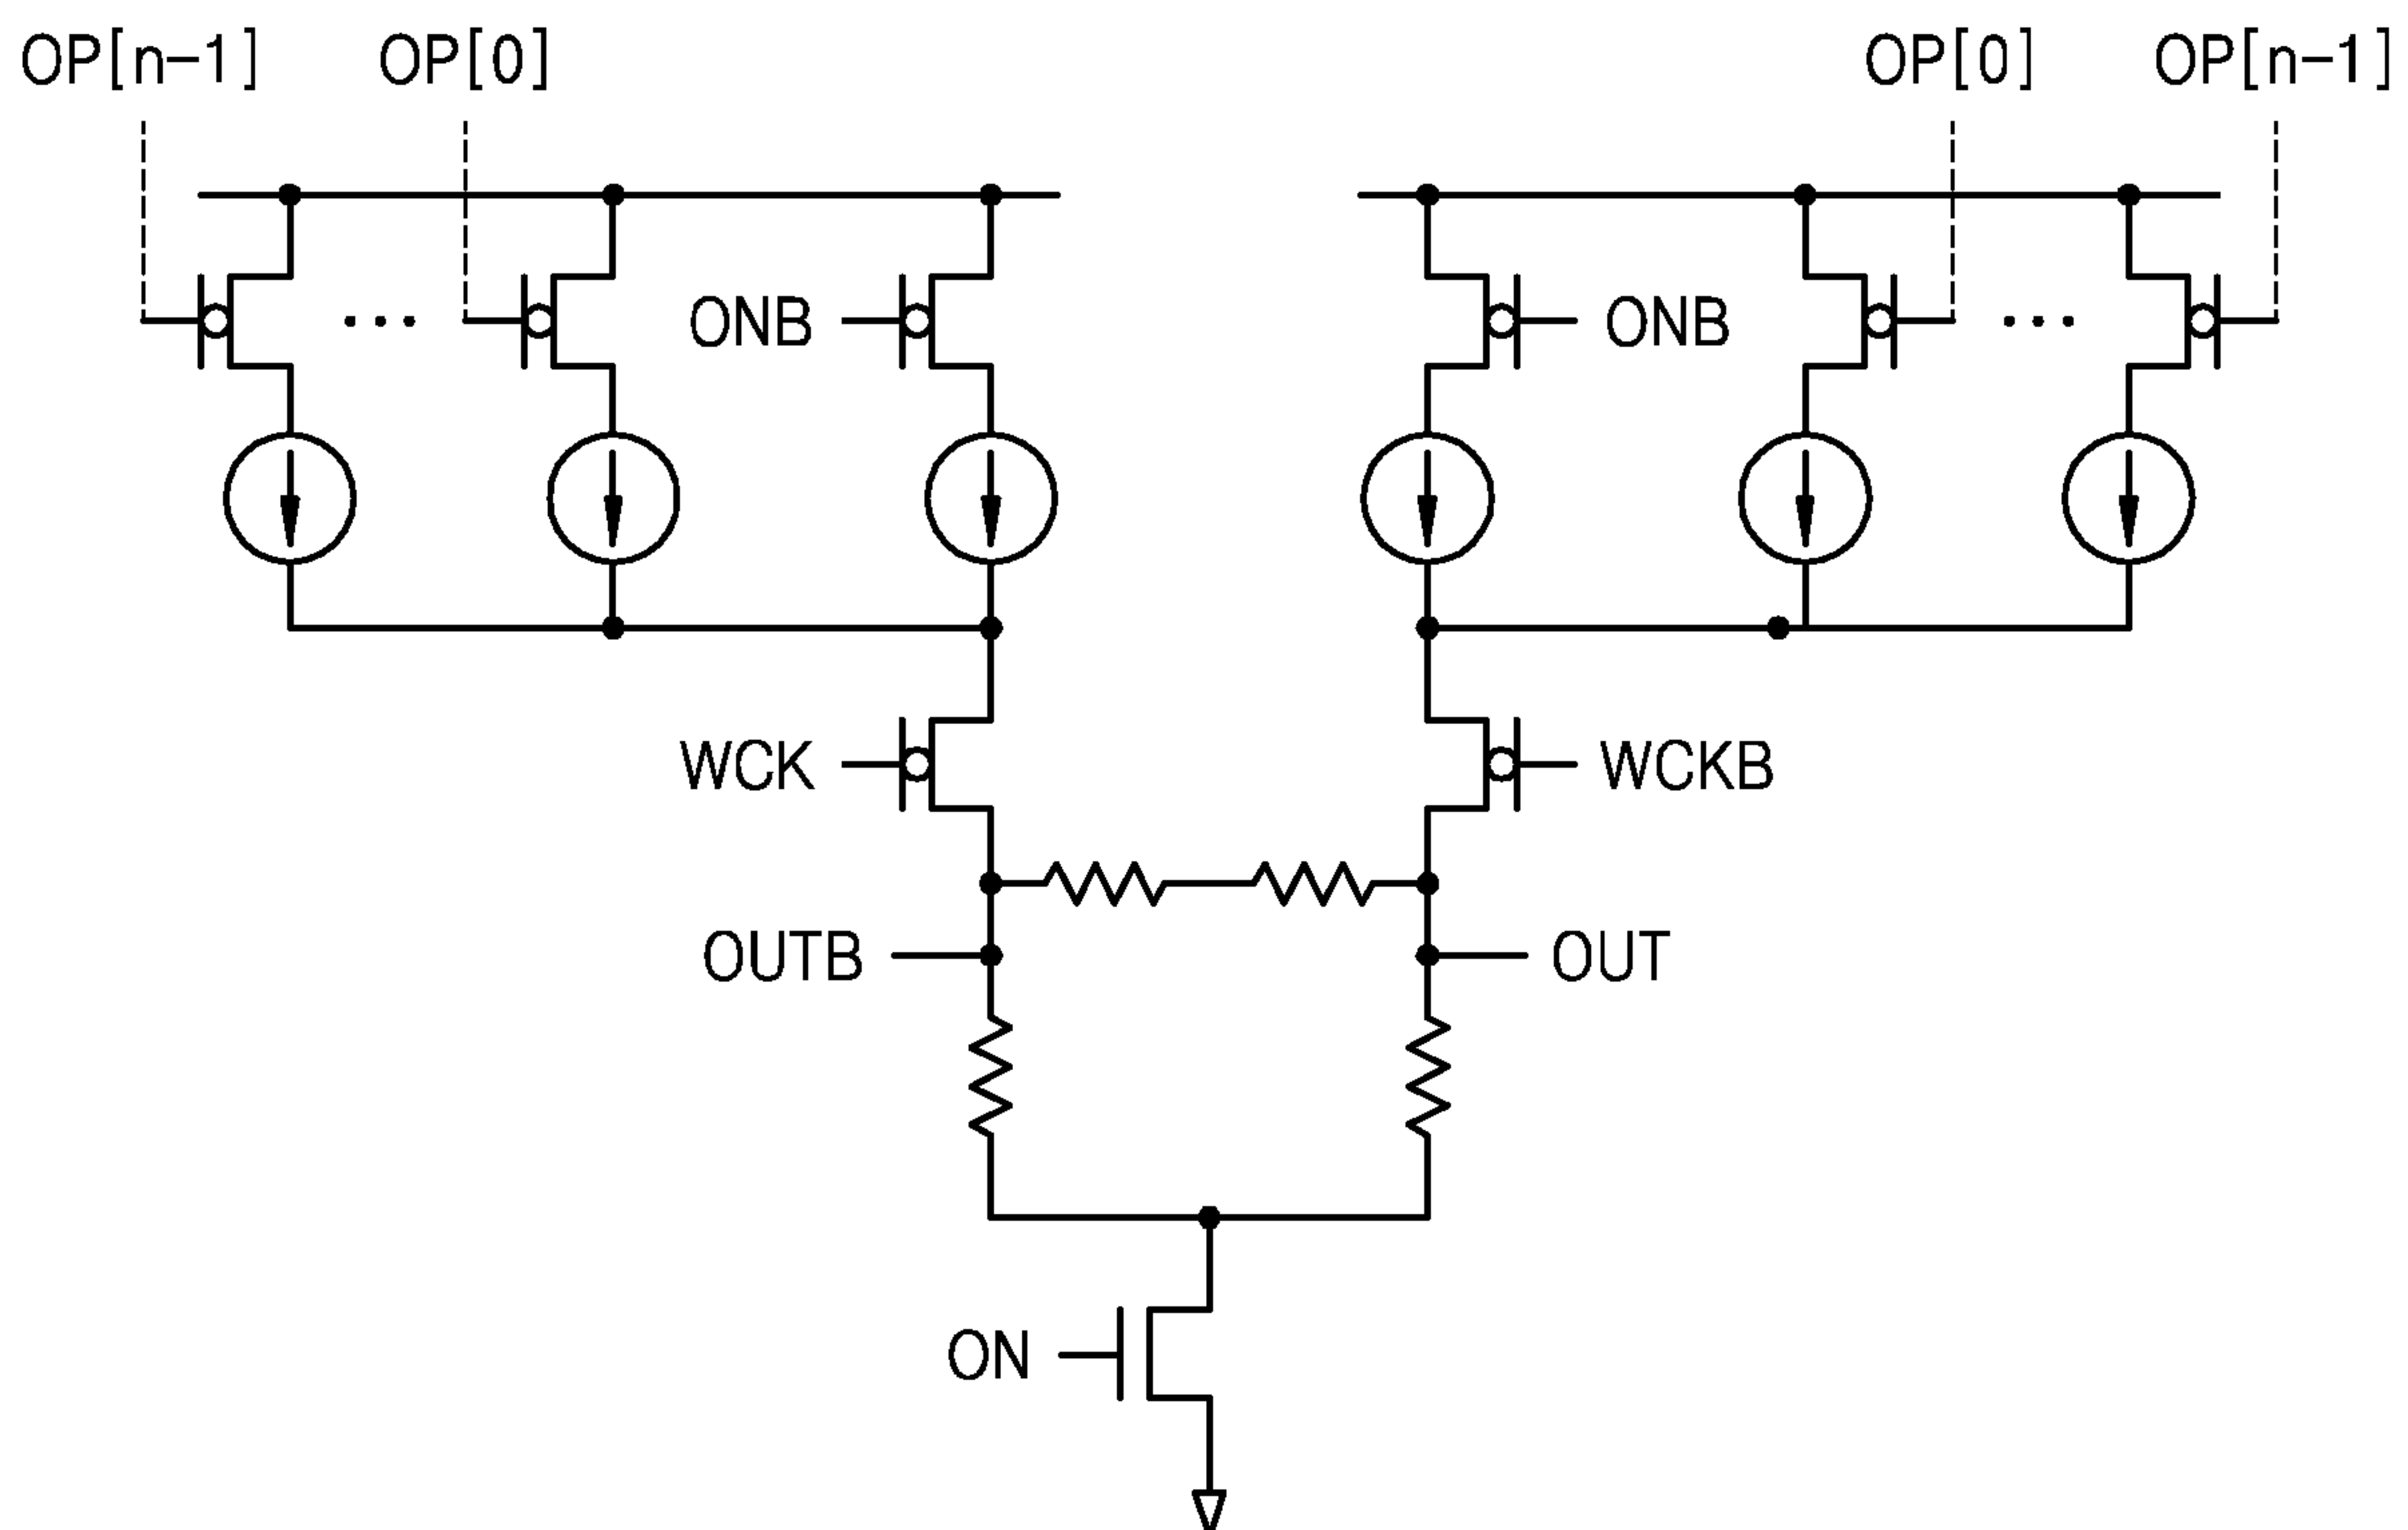 OP[n-1] OP[0] OP[0] OP[n-1]
ONB ONB
WCK WCKB
OUTB OUT
ON